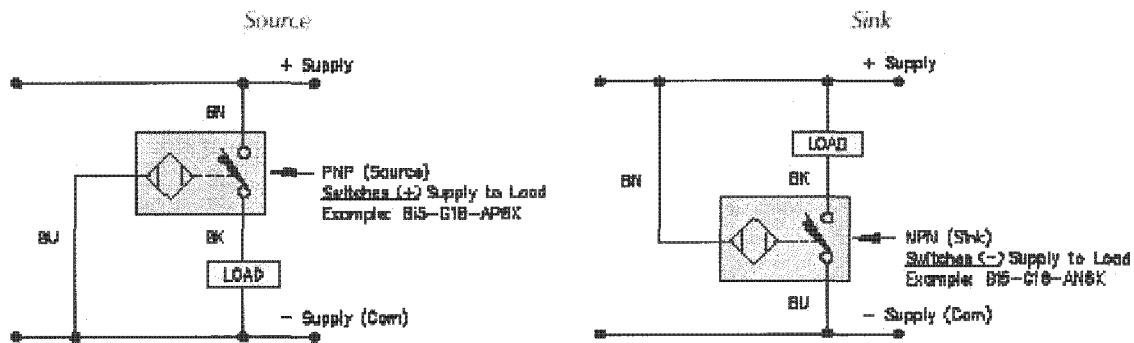 Source
+ Supply
BN
PNP (Source)
Switches (+) Supply to Load
Example: Bi5-G18-AP6X
BU
BK
LOAD
- Supply (Com)
Sink
+ Supply
LOAD
BN
BK
NPN (Sink)
Switches (-) Supply to Load
Example: Bi5-G18-AN6X
BU
- Supply (Com)